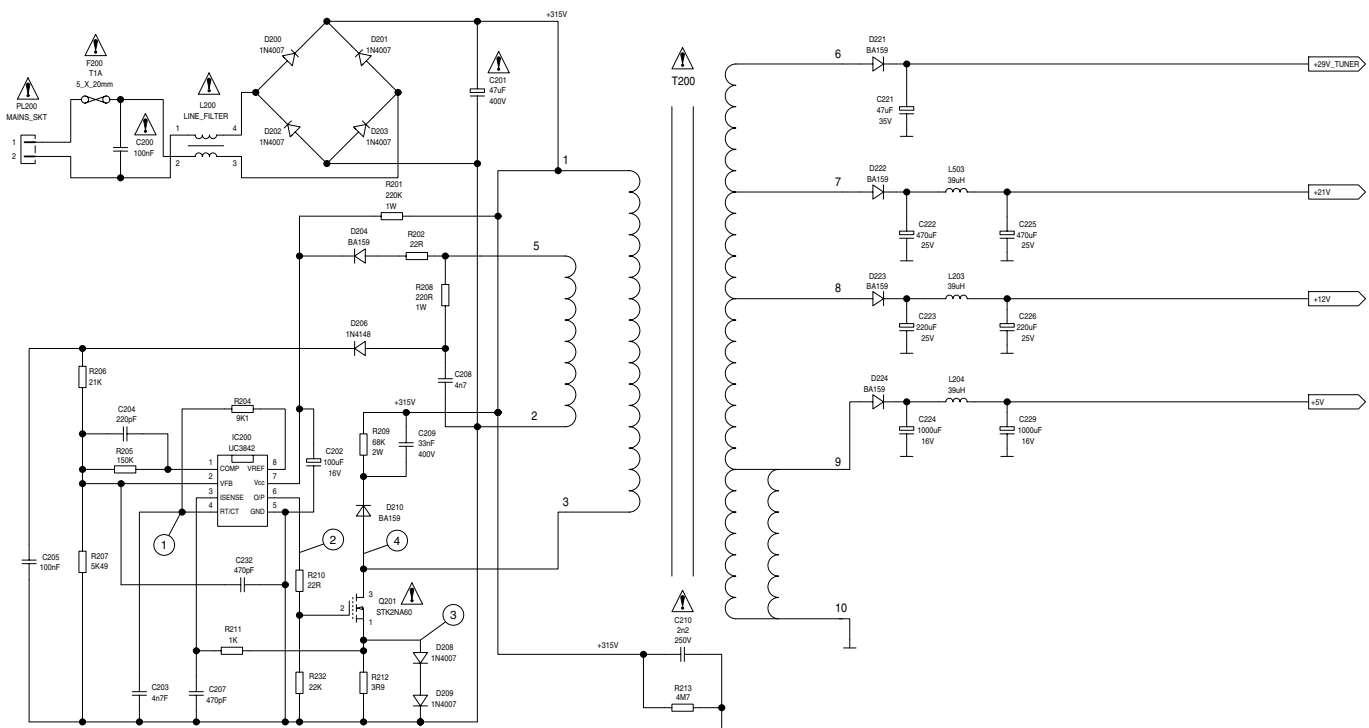 +315V
D200
1N4007
D201
1N4007
F200
T1A
5_X_20mm
PL200
MAINS_SKT
1
2
C200
100nF
L200
LINE_FILTER
1
4
2
3
D202
1N4007
D203
1N4007
C201
47uF
400V
T200
6
D221
BA159
+29V_TUNER
C221
47uF
35V
R201
220K
1W
1
7
D222
BA159
L503
39uH
+21V
C222
470uF
25V
C225
470uF
25V
D204
BA159
R202
22R
5
R208
220R
1W
8
D223
BA159
L203
39uH
+12V
C223
220uF
25V
C226
220uF
25V
D206
1N4148
C208
4n7
2
R206
21K
C204
220pF
R204
9K1
+315V
R209
68K
2W
C209
33nF
400V
D224
BA159
L204
39uH
+5V
C224
1000uF
16V
C229
1000uF
16V
R205
150K
IC200
UC3842
1 COMP VREF 8
2 VFB Vcc 7
3 ISENSE O/P 6
4 RT/CT GND 5
C202
100uF
16V
9
D210
BA159
3
1
2
4
C205
100nF
R207
5K49
C232
470pF
R210
22R
3
2
1
Q201
STK2NA60
3
10
C210
2n2
250V
R211
1K
+315V
D208
1N4007
C203
4n7F
C207
470pF
R232
22K
R212
3R9
D209
1N4007
R213
4M7